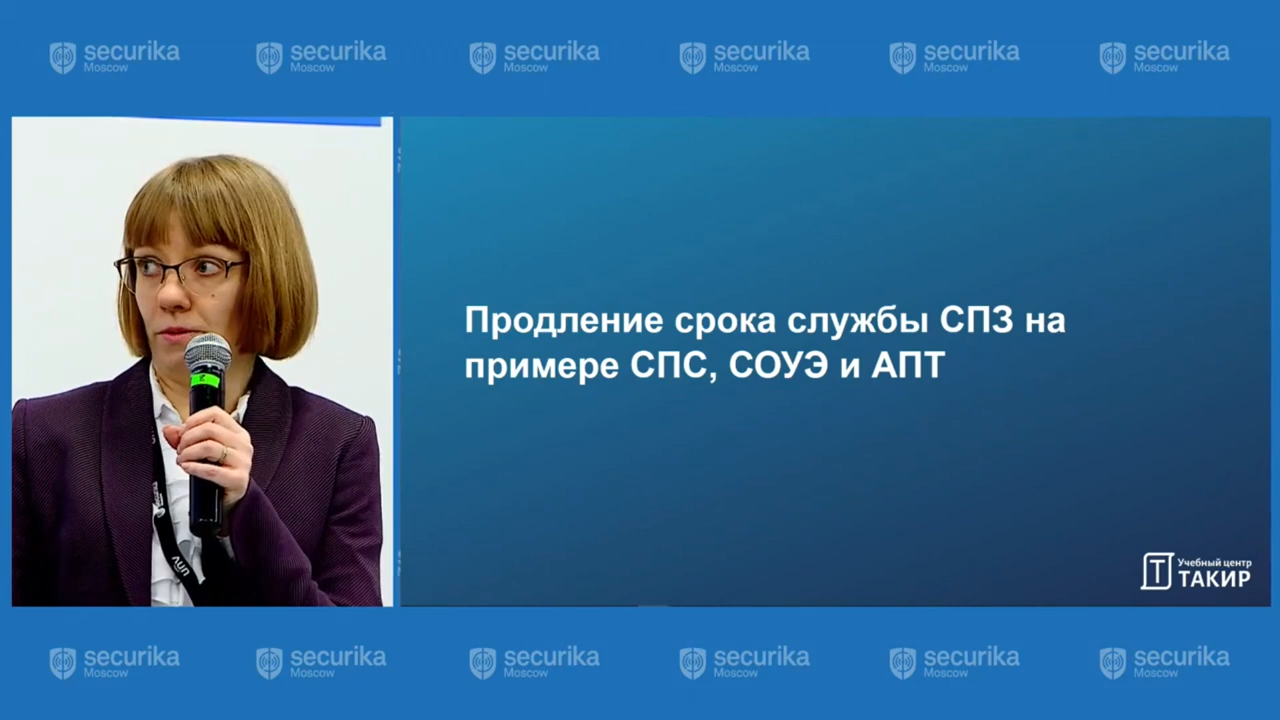 securika
Moscow
securika
Moscow
securika
Moscow
securika
Moscow
securika
Moscow
securika
Moscow
Продление срока службы СПЗ на
примере СПС, СОУЭ и АПТ
Учебный центр
ТАКИР
securika
Moscow
securika
Moscow
securika
Moscow
securika
Moscow
securika
Moscow
securika
Moscow